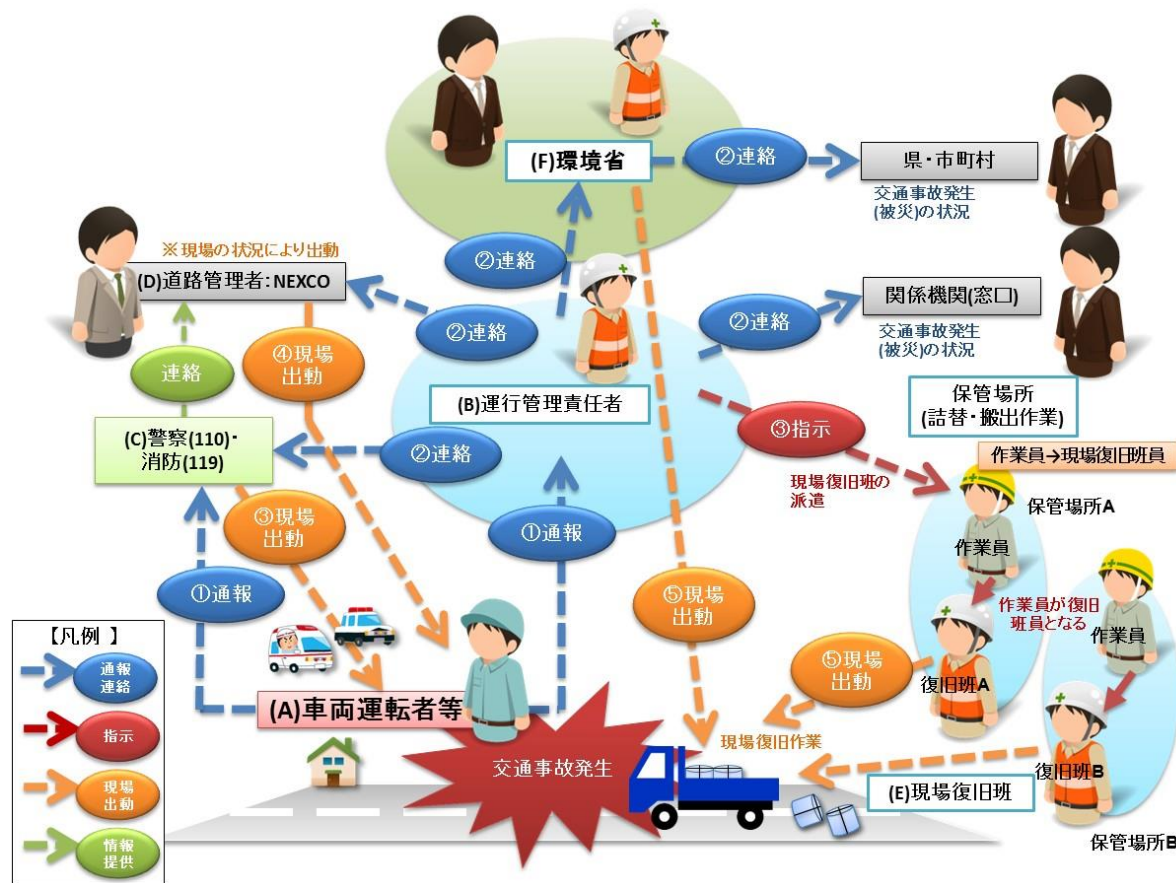 (F)環境省
②連絡
県・市町村
交通事故発生
(被災)の状況
※現場の状況により出動
(D)道路管理者:NEXCO
②連絡
②連絡
②連絡
関係機関(窓口)
交通事故発生
(被災)の状況
連絡
④現場
出動
(B)運行管理責任者
保管場所
(詰替・搬出作業)
(C)警察(110)・
消防(119)
②連絡
③指示
作業員→現場復旧班員
現場復旧班の
派遣
保管場所A
③現場
出動
①通報
作業員
①通報
⑤現場
出動
作業員が復旧
班員となる
作業員
【凡例 】
通報
連絡
指示
現場
出動
情報
提供
(A)車両運転者等
⑤現場
出動
復旧班A
交通事故発生
現場復旧作業
復旧班B
(E)現場復旧班
保管場所B